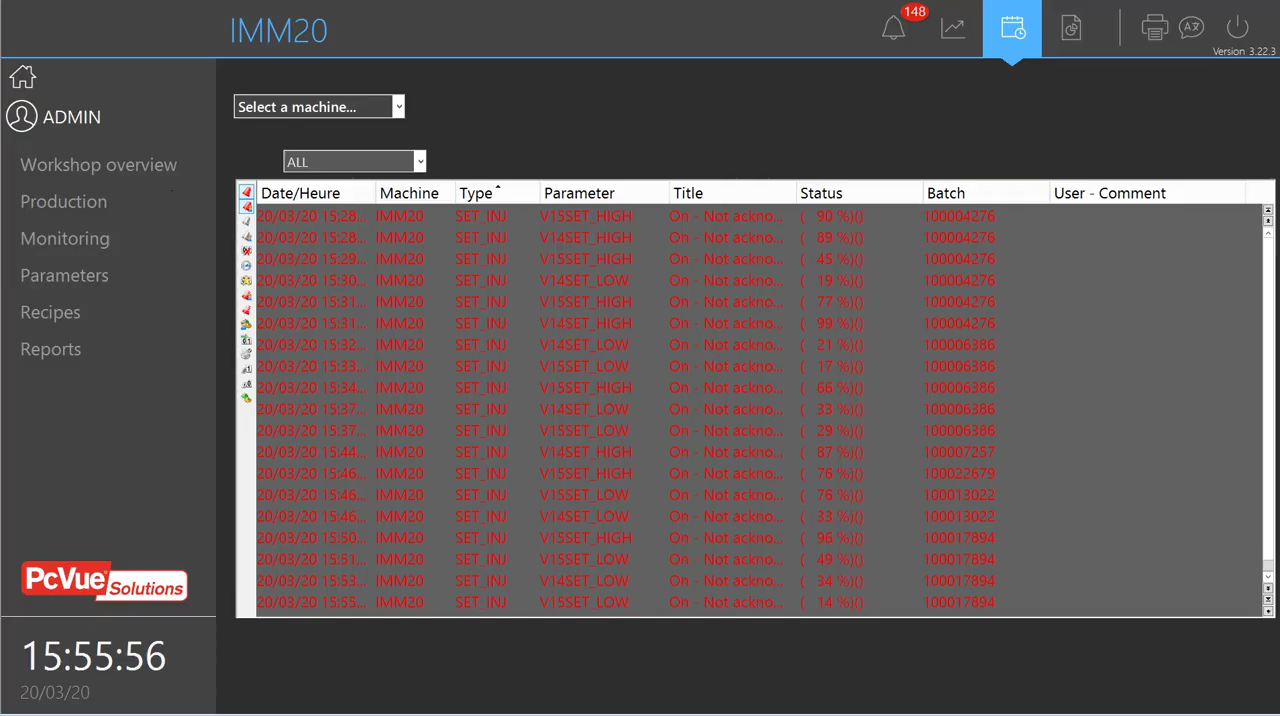 IMM20
148
Version 3.22.3
ADMIN
Workshop overview
Production
Monitoring
Parameters
Recipes
Reports
PcVue Solutions
15:55:56
20/03/20
Select a machine...
ALL
Date/Heure Machine Type Parameter Title Status Batch User - Comment
20/03/20 15:28... IMM20 SET_INJ V15SET_HIGH On - Not ackno... ( 90 %)() 100004276
20/03/20 15:28... IMM20 SET_INJ V14SET_HIGH On - Not ackno... ( 89 %)() 100004276
20/03/20 15:29... IMM20 SET_INJ V15SET_HIGH On - Not ackno... ( 45 %)() 100004276
20/03/20 15:30... IMM20 SET_INJ V14SET_LOW On - Not ackno... ( 19 %)() 100004276
20/03/20 15:31... IMM20 SET_INJ V15SET_HIGH On - Not ackno... ( 77 %)() 100004276
20/03/20 15:31... IMM20 SET_INJ V14SET_HIGH On - Not ackno... ( 99 %)() 100004276
20/03/20 15:32... IMM20 SET_INJ V14SET_LOW On - Not ackno... ( 21 %)() 100006386
20/03/20 15:33... IMM20 SET_INJ V15SET_LOW On - Not ackno... ( 17 %)() 100006386
20/03/20 15:34... IMM20 SET_INJ V15SET_HIGH On - Not ackno... ( 66 %)() 100006386
20/03/20 15:37... IMM20 SET_INJ V14SET_LOW On - Not ackno... ( 33 %)() 100006386
20/03/20 15:37... IMM20 SET_INJ V15SET_LOW On - Not ackno... ( 29 %)() 100006386
20/03/20 15:44... IMM20 SET_INJ V14SET_HIGH On - Not ackno... ( 87 %)() 100007257
20/03/20 15:46... IMM20 SET_INJ V15SET_HIGH On - Not ackno... ( 76 %)() 100022679
20/03/20 15:46... IMM20 SET_INJ V15SET_LOW On - Not ackno... ( 76 %)() 100013022
20/03/20 15:46... IMM20 SET_INJ V14SET_LOW On - Not ackno... ( 33 %)() 100013022
20/03/20 15:50... IMM20 SET_INJ V15SET_HIGH On - Not ackno... ( 96 %)() 100017894
20/03/20 15:51... IMM20 SET_INJ V15SET_LOW On - Not ackno... ( 49 %)() 100017894
20/03/20 15:53... IMM20 SET_INJ V14SET_LOW On - Not ackno... ( 34 %)() 100017894
20/03/20 15:55... IMM20 SET_INJ V15SET_LOW On - Not ackno... ( 14 %)() 100017894